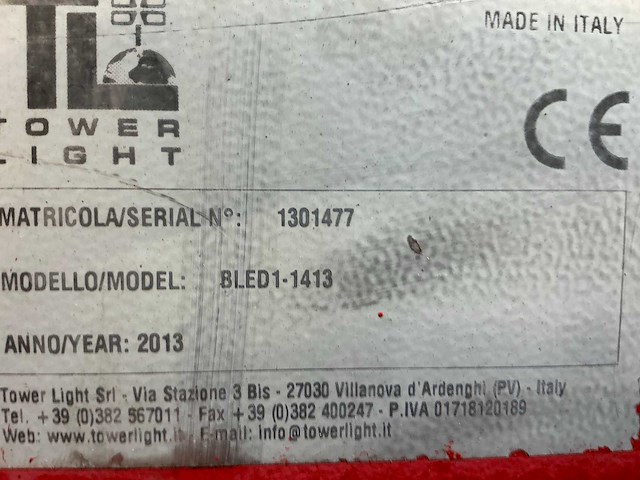 MADE IN ITALY
TL
TOWER
LIGHT
CE
MATRICOLA/SERIAL N°: 1301477
MODELLO/MODEL: BLED1-1413
ANNO/YEAR: 2013
Tower Light Srl - Via Stazione 3 Bis - 27030 Villanova d'Ardenghi (PV) - Italy
Tel. +39 (0)382 567011 - Fax +39 (0)382 400247 - P.IVA 01718120189
Web: www.towerlight.it - E-mail: info@towerlight.it